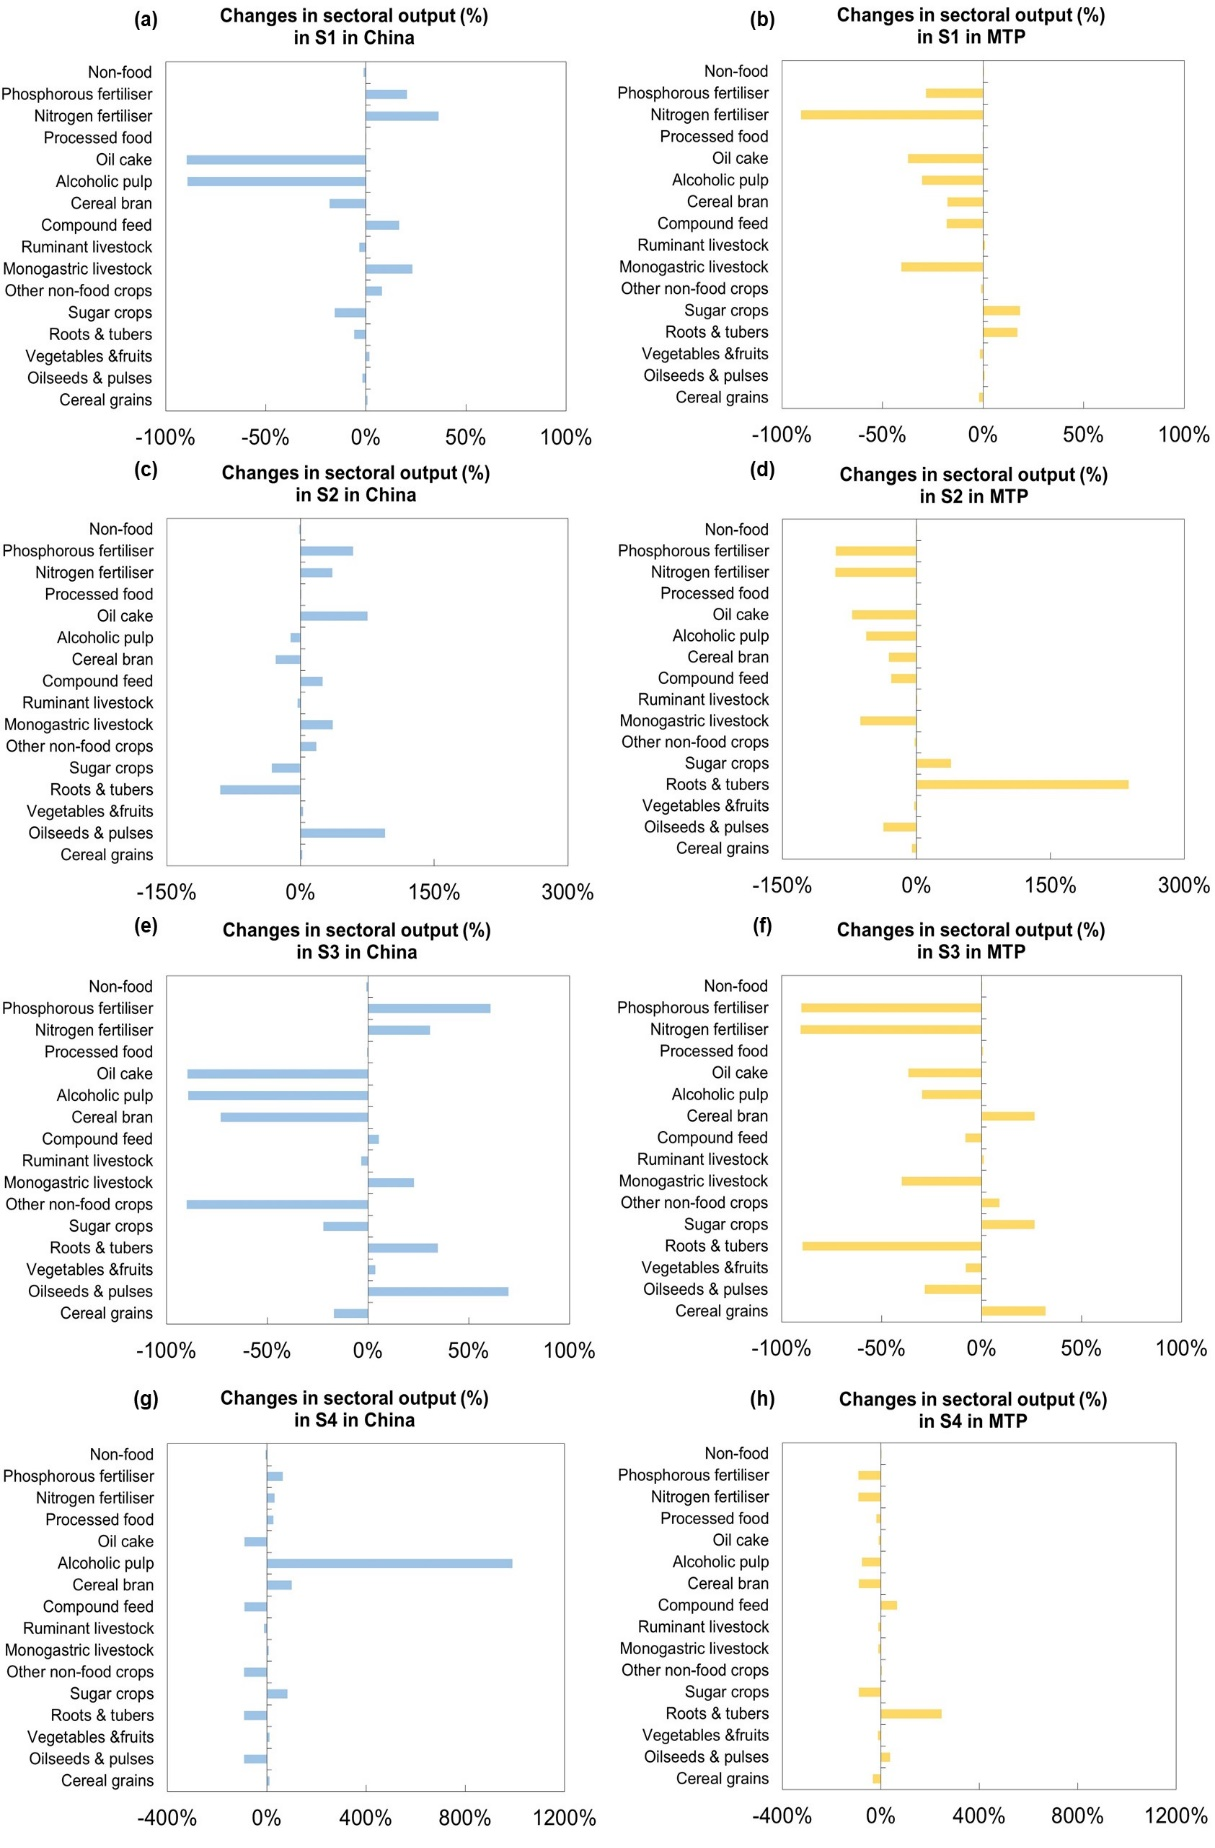 (a)
Changes in sectoral output (%)
in S1 in China
Non-food
Phosphorous fertiliser
Nitrogen fertiliser
Processed food
Oil cake
Alcoholic pulp
Cereal bran
Compound feed
Ruminant livestock
Monogastric livestock
Other non-food crops
Sugar crops
Roots & tubers
Vegetables &fruits
Oilseeds & pulses
Cereal grains
-100% -50% 0% 50% 100%
(b)
Changes in sectoral output (%)
in S1 in MTP
Non-food
Phosphorous fertiliser
Nitrogen fertiliser
Processed food
Oil cake
Alcoholic pulp
Cereal bran
Compound feed
Ruminant livestock
Monogastric livestock
Other non-food crops
Sugar crops
Roots & tubers
Vegetables &fruits
Oilseeds & pulses
Cereal grains
-100% -50% 0% 50% 100%
(c)
Changes in sectoral output (%)
in S2 in China
Non-food
Phosphorous fertiliser
Nitrogen fertiliser
Processed food
Oil cake
Alcoholic pulp
Cereal bran
Compound feed
Ruminant livestock
Monogastric livestock
Other non-food crops
Sugar crops
Roots & tubers
Vegetables &fruits
Oilseeds & pulses
Cereal grains
-150% 0% 150% 300%
(d)
Changes in sectoral output (%)
in S2 in MTP
Non-food
Phosphorous fertiliser
Nitrogen fertiliser
Processed food
Oil cake
Alcoholic pulp
Cereal bran
Compound feed
Ruminant livestock
Monogastric livestock
Other non-food crops
Sugar crops
Roots & tubers
Vegetables &fruits
Oilseeds & pulses
Cereal grains
-150% 0% 150% 300%
(e)
Changes in sectoral output (%)
in S3 in China
Non-food
Phosphorous fertiliser
Nitrogen fertiliser
Processed food
Oil cake
Alcoholic pulp
Cereal bran
Compound feed
Ruminant livestock
Monogastric livestock
Other non-food crops
Sugar crops
Roots & tubers
Vegetables &fruits
Oilseeds & pulses
Cereal grains
-100% -50% 0% 50% 100%
(f)
Changes in sectoral output (%)
in S3 in MTP
Non-food
Phosphorous fertiliser
Nitrogen fertiliser
Processed food
Oil cake
Alcoholic pulp
Cereal bran
Compound feed
Ruminant livestock
Monogastric livestock
Other non-food crops
Sugar crops
Roots & tubers
Vegetables &fruits
Oilseeds & pulses
Cereal grains
-100% -50% 0% 50% 100%
(g)
Changes in sectoral output (%)
in S4 in China
Non-food
Phosphorous fertiliser
Nitrogen fertiliser
Processed food
Oil cake
Alcoholic pulp
Cereal bran
Compound feed
Ruminant livestock
Monogastric livestock
Other non-food crops
Sugar crops
Roots & tubers
Vegetables &fruits
Oilseeds & pulses
Cereal grains
-400% 0% 400% 800% 1200%
(h)
Changes in sectoral output (%)
in S4 in MTP
Non-food
Phosphorous fertiliser
Nitrogen fertiliser
Processed food
Oil cake
Alcoholic pulp
Cereal bran
Compound feed
Ruminant livestock
Monogastric livestock
Other non-food crops
Sugar crops
Roots & tubers
Vegetables &fruits
Oilseeds & pulses
Cereal grains
-400% 0% 400% 800% 1200%